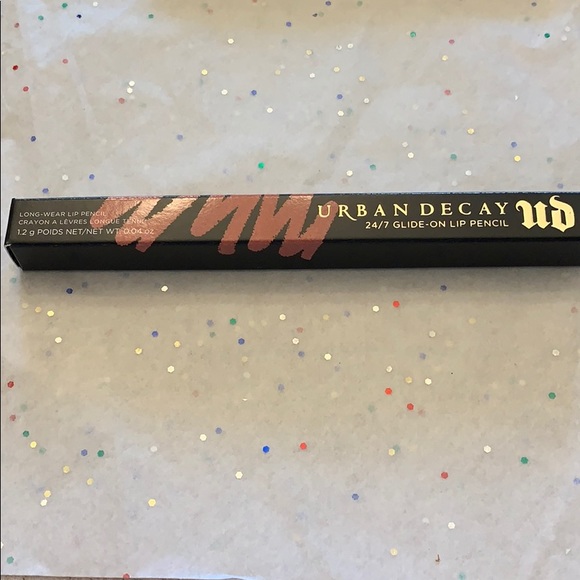 LONG-WEAR LIP PENCIL
CRAYON À LÈVRES LONGUE TENUE
1.2 g POIDS NET/NET WT. 0.04 oz
URBAN DECAY
24/7 GLIDE-ON LIP PENCIL
UD